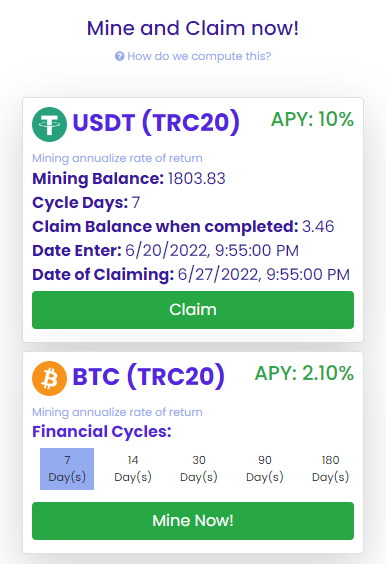 Mine and Claim now!
How do we compute this?
USDT (TRC20) APY: 10%
Mining annualize rate of return
Mining Balance: 1803.83
Cycle Days: 7
Claim Balance when completed: 3.46
Date Enter: 6/20/2022, 9:55:00 PM
Date of Claiming: 6/27/2022, 9:55:00 PM
Claim
BTC (TRC20) APY: 2.10%
Mining annualize rate of return
Financial Cycles:
7 14 30 90 180
Day(s) Day(s) Day(s) Day(s) Day(s)
Mine Now!